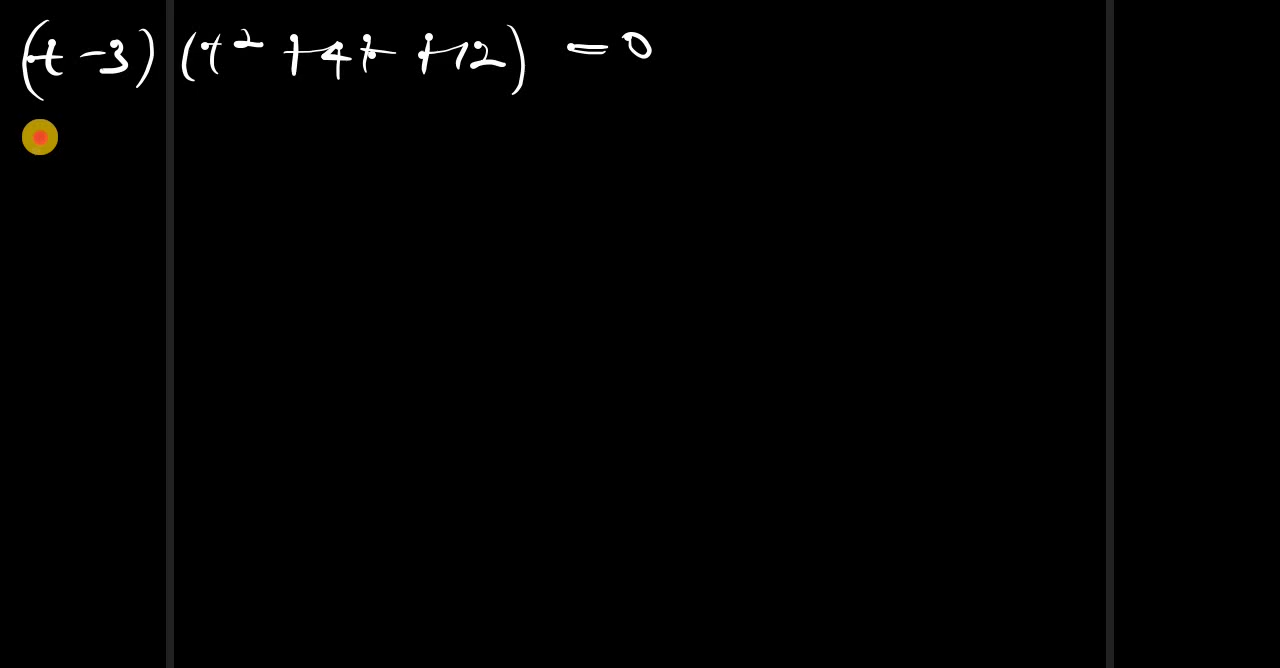 (t - 3) (t² + 4t + 12) = 0